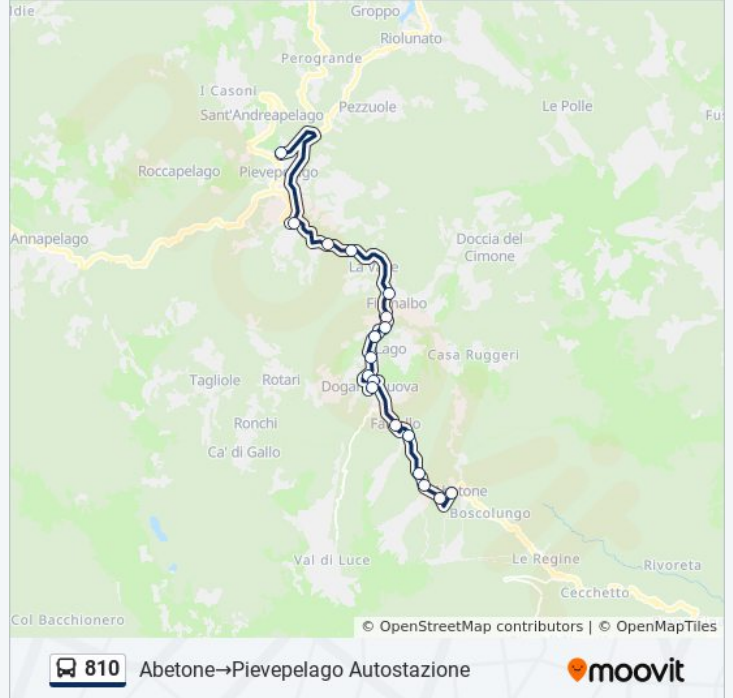 ldie
Groppo
Riolunato
Perogrande
I Casoni
Pezzuole
Le Polle
Sant'Andreapelago
Fu
Roccapelago
Pievepelago
Annapelago
Doccia del
Cimone
La
Lago
Casa Ruggeri
Tagliole
Rotari
Ronchi
Ca' di Gallo
Boscolungo
Val di Luce
Le Regine
Rivoreta
Cecchetto
Col Bacchionero
© OpenStreetMap contributors | © OpenMapTiles
810 Abetone→Pievepelago Autostazione
moovit